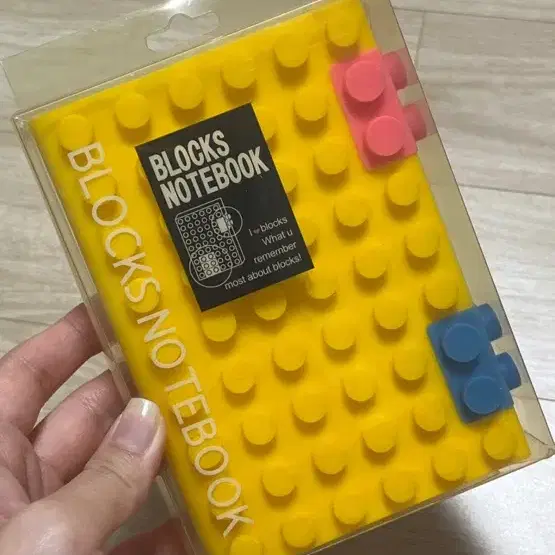 BLOCKS
NOTEBOOK
I ❤ blocks
What u
remember
most about blocks!
BLOCKS NOTEBOOK